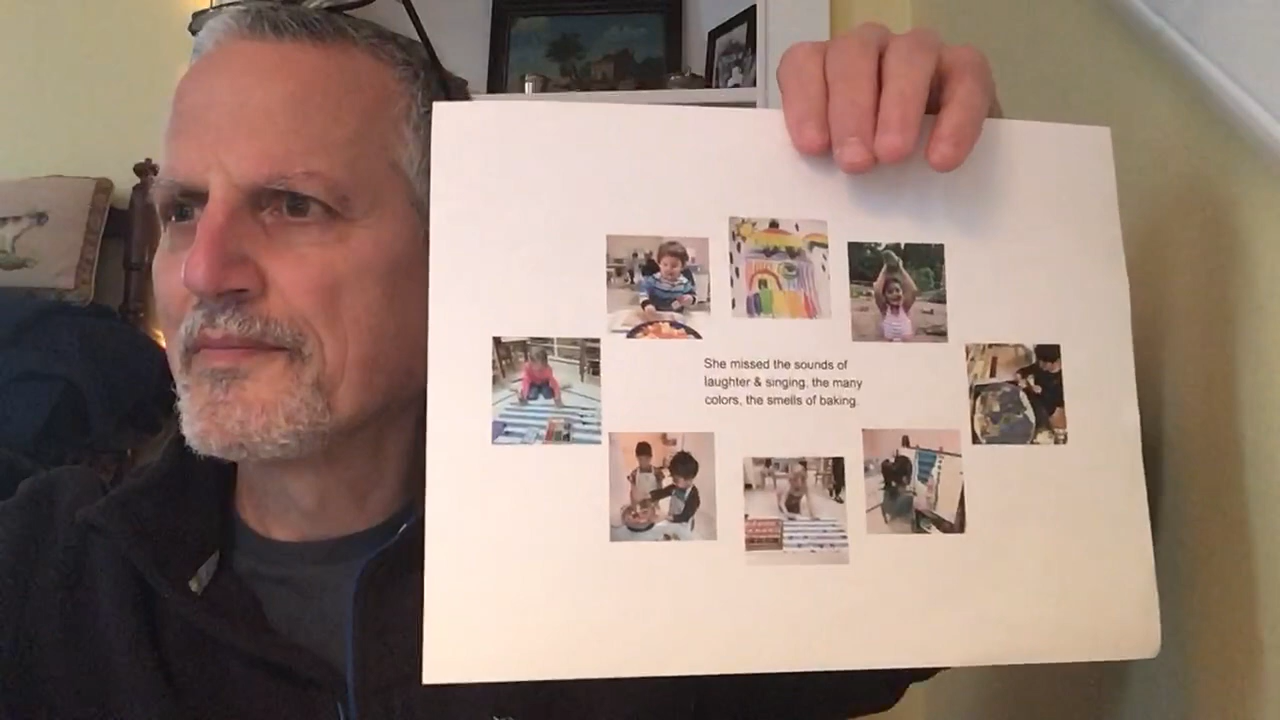 She missed the sounds of
laughter & singing, the many
colors, the smells of baking.